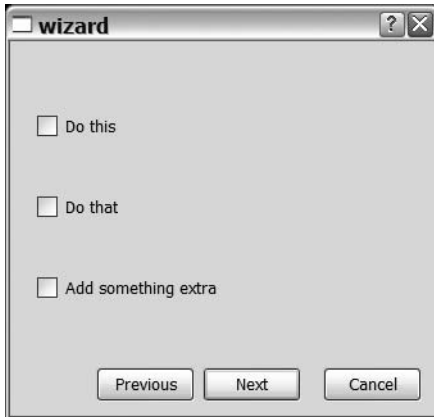 wizard ?
Do this
Do that
Add something extra
Previous Next Cancel